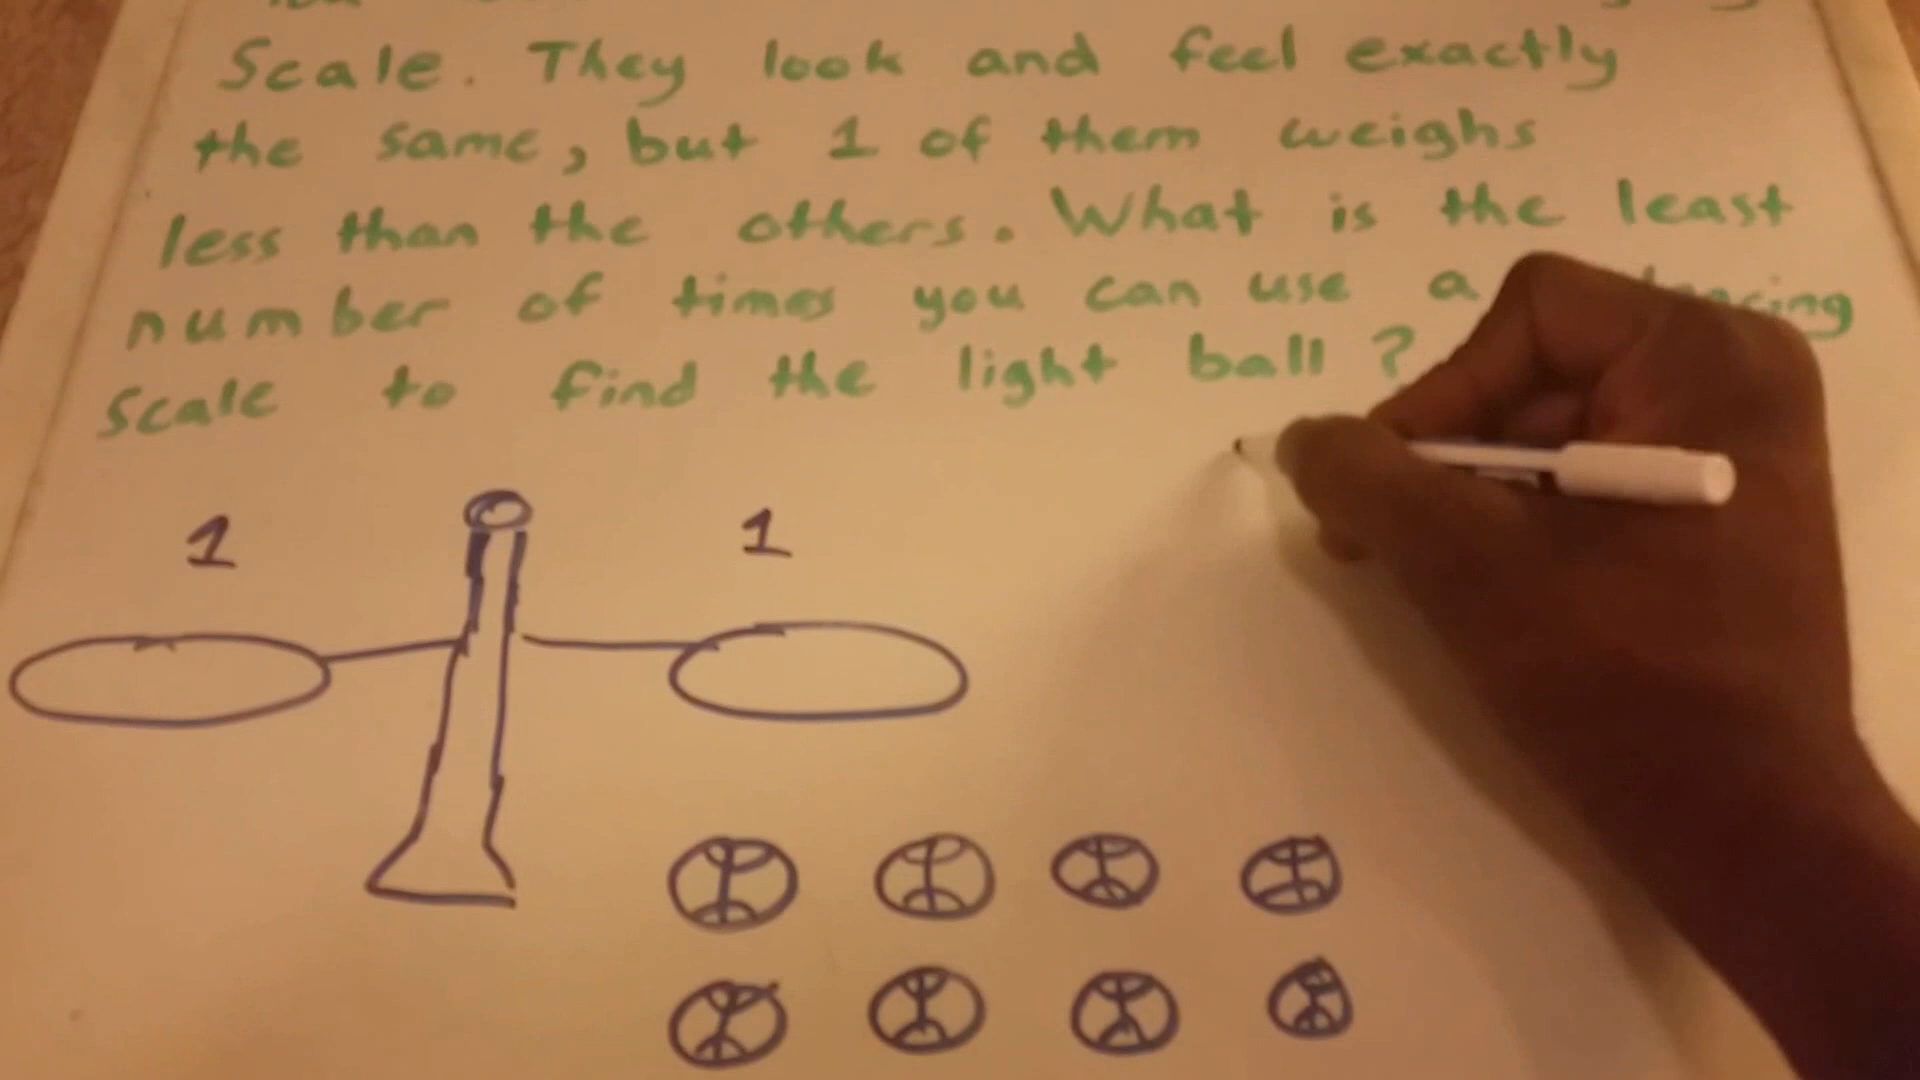 Scale. They look and feel exactly
the same, but 1 of them weighs
less than the others. What is the least
number of times you can use a
scale to find the light ball?
1 1